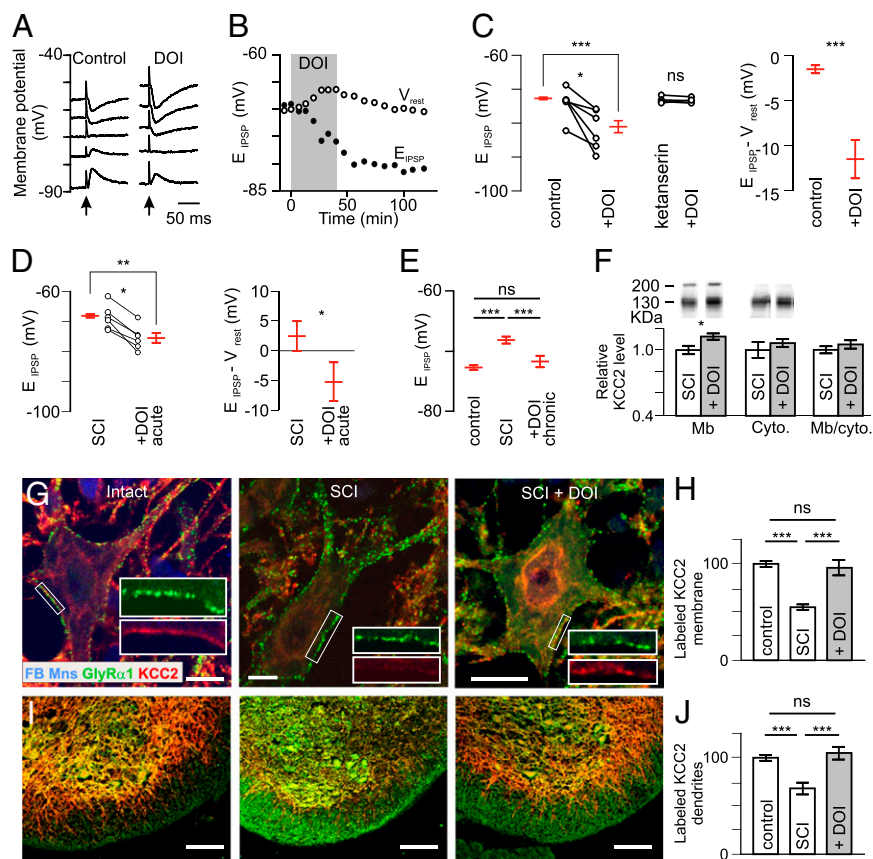 A
Membrane potential
(mV)
-40
-90
Control
DOI
50 ms
B
E IPSP (mV)
-60
-85
DOI
V rest
E IPSP
0
50
100
Time (min)
C
E IPSP (mV)
-60
-100
***
*
ns
control
+DOI
ketanserin
+DOI
E IPSP - V rest (mV)
0
-5
-10
-15
***
control
+DOI
D
E IPSP (mV)
-60
-100
**
*
SCI
+DOI
acute
E IPSP - V rest (mV)
10
5
0
-5
-10
*
SCI
+DOI
acute
E
E IPSP (mV)
-60
-80
ns
***
***
control
SCI
+DOI
chronic
F
200
130
KDa
Relative
KCC2 level
1.0
0.4
*
SCI
+ DOI
SCI
+ DOI
SCI
+ DOI
Mb
Cyto.
Mb/cyto.
G
Intact
SCI
SCI + DOI
FB Mns GlyRα1 KCC2
H
Labeled KCC2
membrane
100
0
ns
***
***
control
SCI
+ DOI
I
J
Labeled KCC2
dendrites
100
0
ns
***
***
control
SCI
+ DOI